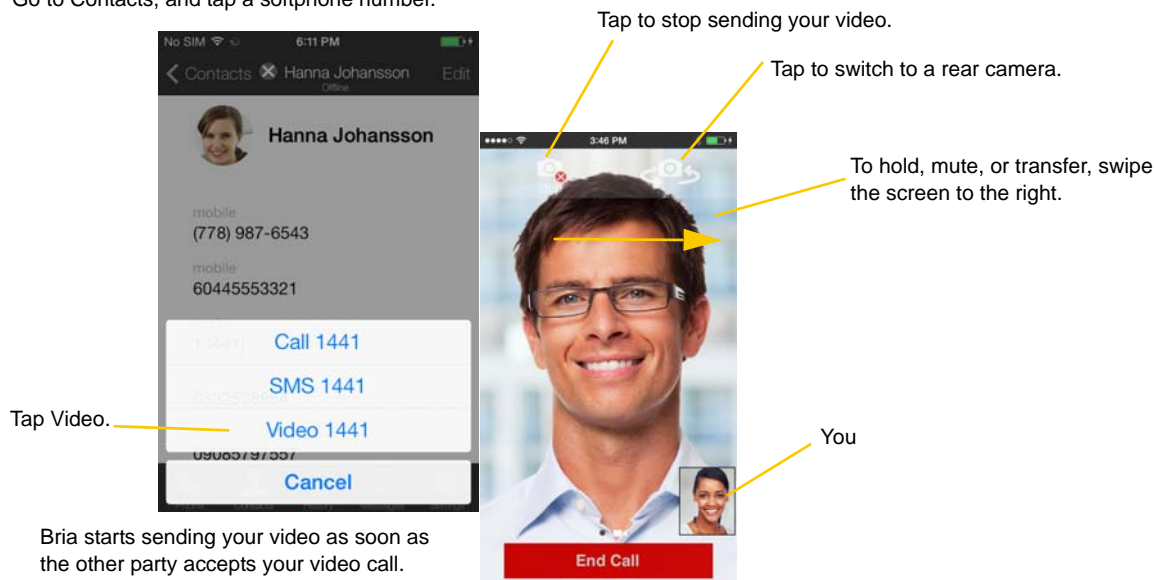 Go to Contacts, and tap a softphone number.
Tap to stop sending your video.
Tap to switch to a rear camera.
To hold, mute, or transfer, swipe
the screen to the right.
No SIM 6:11 PM
Contacts Hanna Johansson Edit
Offline
Hanna Johansson
mobile
(778) 987-6543
mobile
60445553321
Call 1441
SMS 1441
Video 1441
09085797557
Cancel
Tap Video.
3:46 PM
You
End Call
Bria starts sending your video as soon as
the other party accepts your video call.